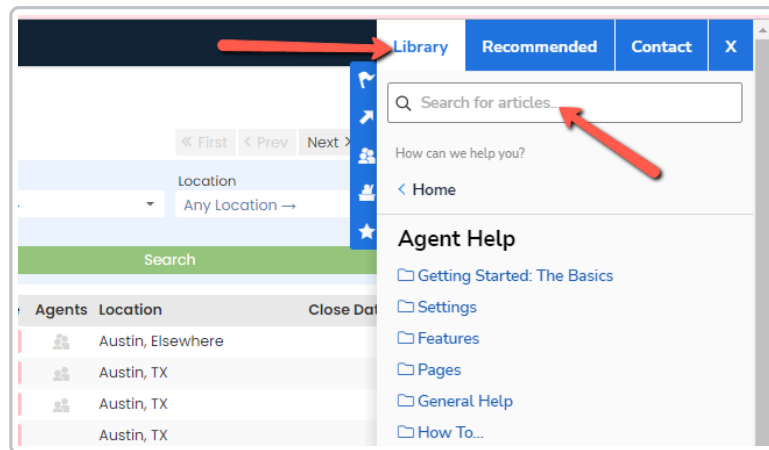 Library Recommended Contact X
Search for articles...
« First < Prev Next >
How can we help you?
Location
< Home
Any Location →
Agent Help
Search
Getting Started: The Basics
Settings
Agents Location Close Dat
Features
Austin, Elsewhere
Pages
Austin, TX
General Help
Austin, TX
How To...
Austin, TX